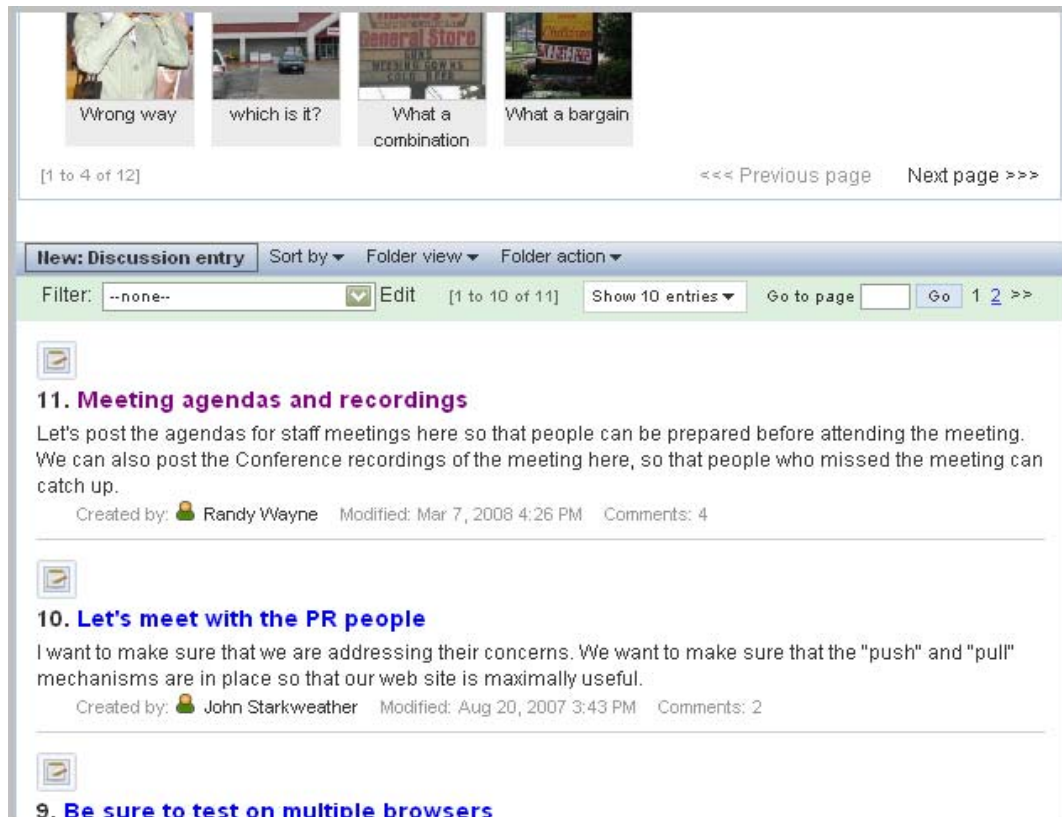 General Store
GUNS
WEDDING GOWNS
COLD BEER
Wrong way
which is it?
What a combination
What a bargain
[1 to 4 of 12]
<<< Previous page
Next page >>>
New: Discussion entry
Sort by
Folder view
Folder action
Filter: --none-- Edit [1 to 10 of 11] Show 10 entries Go to page Go 1 2 >>
11. Meeting agendas and recordings
Let's post the agendas for staff meetings here so that people can be prepared before attending the meeting.
We can also post the Conference recordings of the meeting here, so that people who missed the meeting can
catch up.
Created by: Randy Wayne Modified: Mar 7, 2008 4:26 PM Comments: 4
10. Let's meet with the PR people
I want to make sure that we are addressing their concerns. We want to make sure that the "push" and "pull"
mechanisms are in place so that our web site is maximally useful.
Created by: John Starkweather Modified: Aug 20, 2007 3:43 PM Comments: 2
9. Be sure to test on multiple browsers